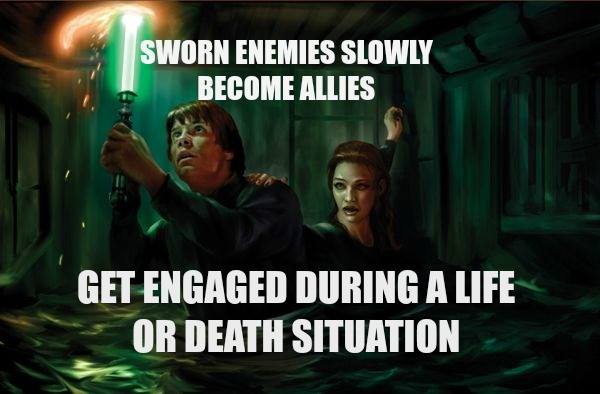 SWORN ENEMIES SLOWLY
BECOME ALLIES
GET ENGAGED DURING A LIFE
OR DEATH SITUATION